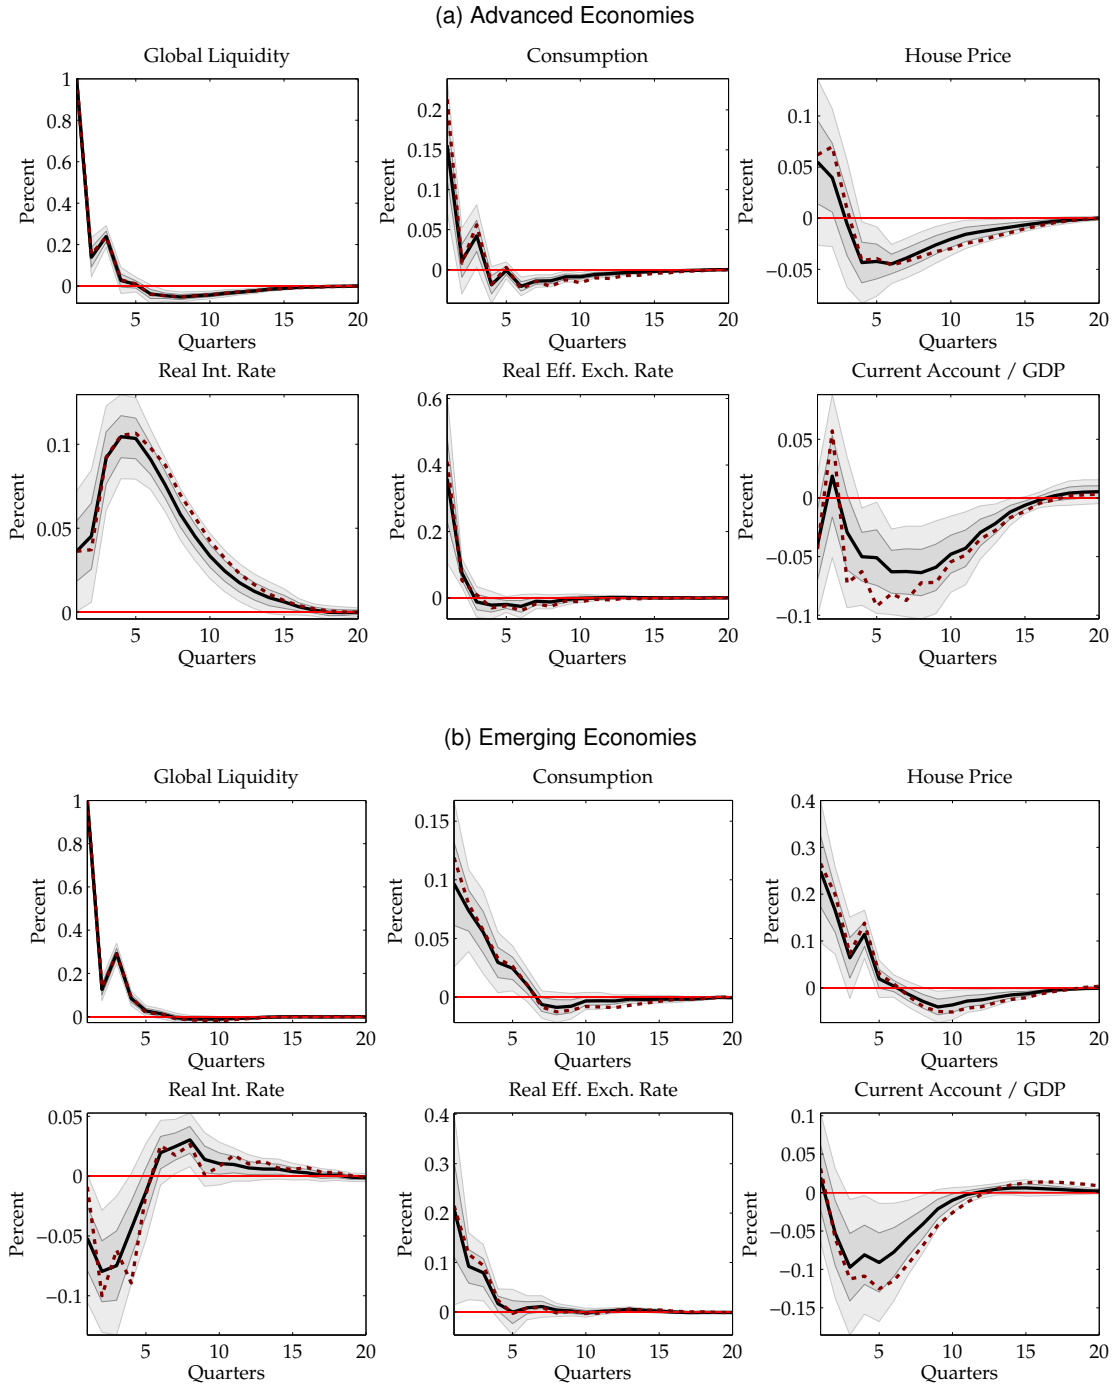 (a) Advanced Economies
Global Liquidity
Consumption
House Price
Percent
1
0.8
0.6
0.4
0.2
0
5
10
15
20
Quarters
Percent
0.2
0.15
0.1
0.05
0
5
10
15
20
Quarters
Percent
0.1
0.05
0
−0.05
5
10
15
20
Quarters
Real Int. Rate
Real Eff. Exch. Rate
Current Account / GDP
Percent
0.1
0.05
0
5
10
15
20
Quarters
Percent
0.6
0.4
0.2
0
5
10
15
20
Quarters
Percent
0.05
0
−0.05
−0.1
5
10
15
20
Quarters
(b) Emerging Economies
Global Liquidity
Consumption
House Price
Percent
1
0.8
0.6
0.4
0.2
0
5
10
15
20
Quarters
Percent
0.15
0.1
0.05
0
5
10
15
20
Quarters
Percent
0.4
0.3
0.2
0.1
0
5
10
15
20
Quarters
Real Int. Rate
Real Eff. Exch. Rate
Current Account / GDP
Percent
0.05
0
−0.05
−0.1
5
10
15
20
Quarters
Percent
0.4
0.3
0.2
0.1
0
5
10
15
20
Quarters
Percent
0.1
0.05
0
−0.05
−0.1
−0.15
5
10
15
20
Quarters